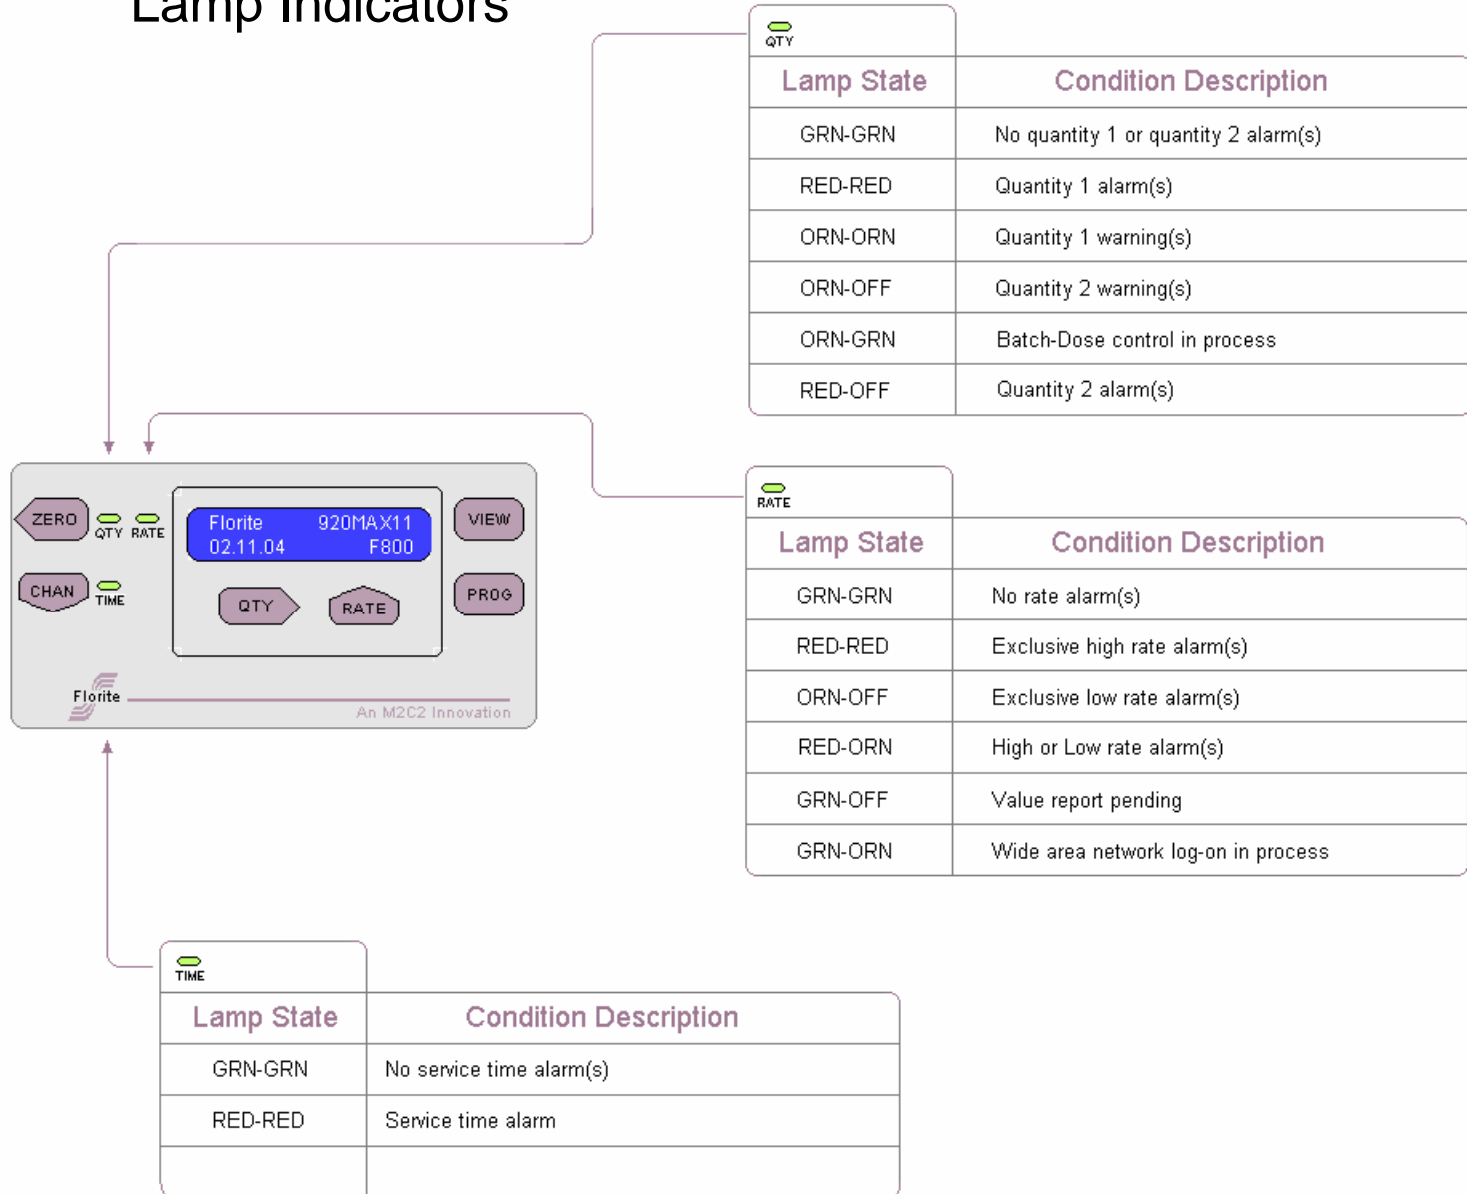 Lamp Indicators
QTY
Lamp State Condition Description
GRN-GRN No quantity 1 or quantity 2 alarm(s)
RED-RED Quantity 1 alarm(s)
ORN-ORN Quantity 1 warning(s)
ORN-OFF Quantity 2 warning(s)
ORN-GRN Batch-Dose control in process
RED-OFF Quantity 2 alarm(s)
ZERO QTY RATE
Florite 920MAX11
02.11.04 F800
VIEW
CHAN TIME
QTY RATE
PROG
Florite
An M2C2 Innovation
RATE
Lamp State Condition Description
GRN-GRN No rate alarm(s)
RED-RED Exclusive high rate alarm(s)
ORN-OFF Exclusive low rate alarm(s)
RED-ORN High or Low rate alarm(s)
GRN-OFF Value report pending
GRN-ORN Wide area network log-on in process
TIME
Lamp State Condition Description
GRN-GRN No service time alarm(s)
RED-RED Service time alarm